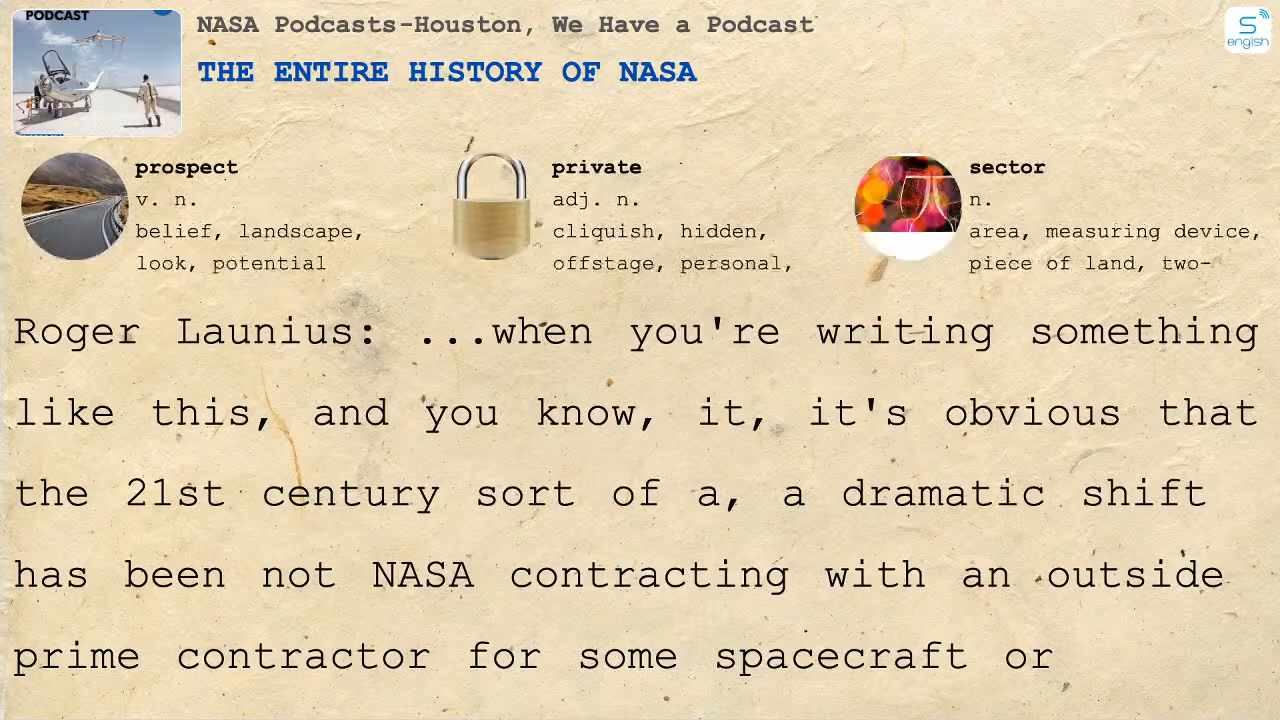 PODCAST
NASA Podcasts-Houston, We Have a Podcast
THE ENTIRE HISTORY OF NASA
S
english
prospect
v. n.
belief, landscape,
look, potential
private
adj. n.
cliquish, hidden,
offstage, personal,
sector
n.
area, measuring device,
piece of land, two-
Roger Launius: ...when you're writing something
like this, and you know, it, it's obvious that
the 21st century sort of a, a dramatic shift
has been not NASA contracting with an outside
prime contractor for some spacecraft or